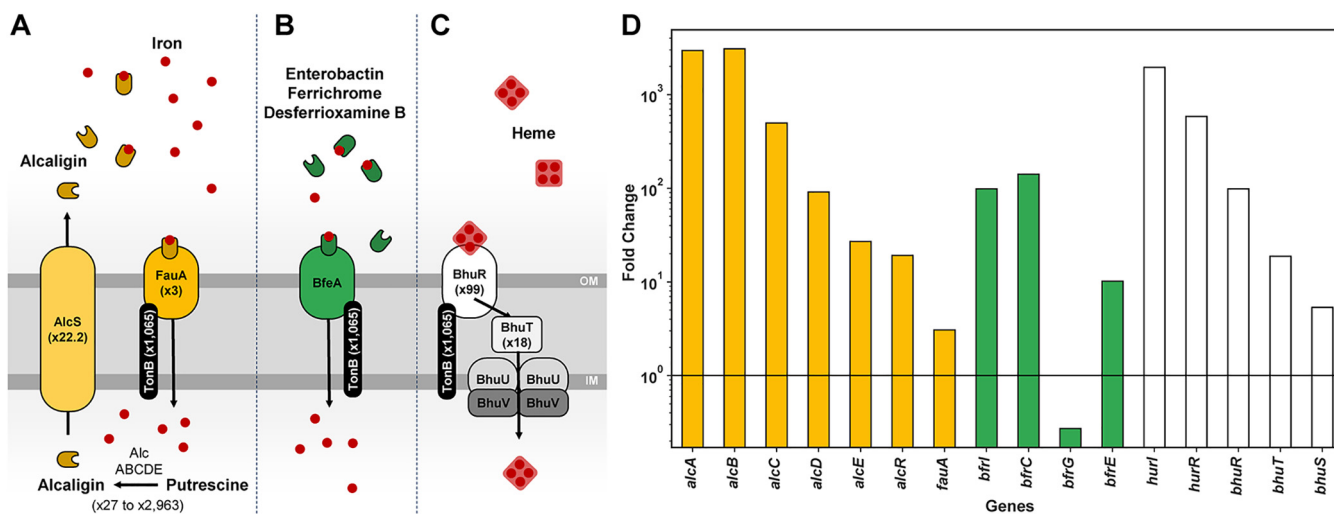 A
Iron
Alcaligin
AlcS
(x22.2)
FauA
(x3)
TonB (x1,065)
Alc
ABCDE
Alcaligin
Putrescine
(x27 to x2,963)
B
Enterobactin
Ferrichrome
Desferrioxamine B
BfeA
TonB (x1,065)
C
Heme
BhuR
(x99)
OM
TonB (x1,065)
BhuT
(x18)
BhuU BhuU
IM
BhuV BhuV
D
Fold Change
10³
10²
10¹
10⁰
alcA
alcB
alcC
alcD
alcE
alcR
fauA
bfrI
bfrC
bfrG
bfrE
hurI
hurR
bhuR
bhuT
bhuS
Genes